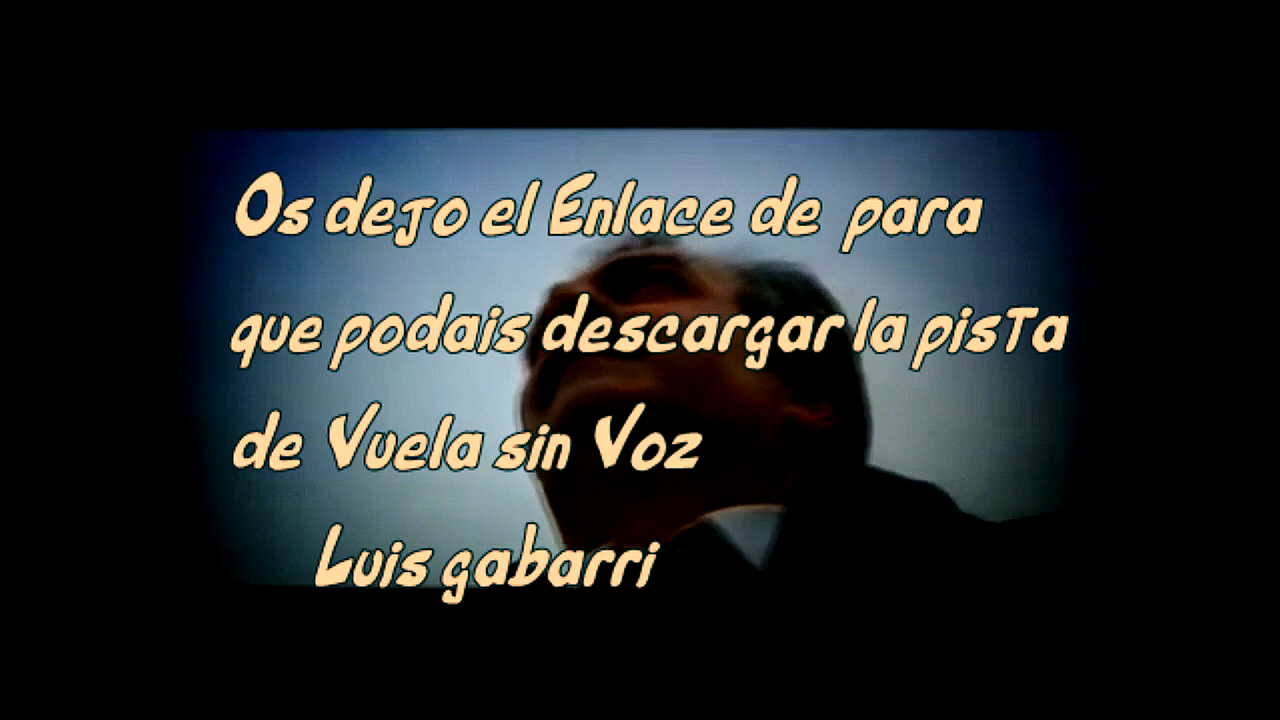 Os dejo el Enlace de para
que podais descargar la pista
de Vuela sin Voz
Luis gabarri